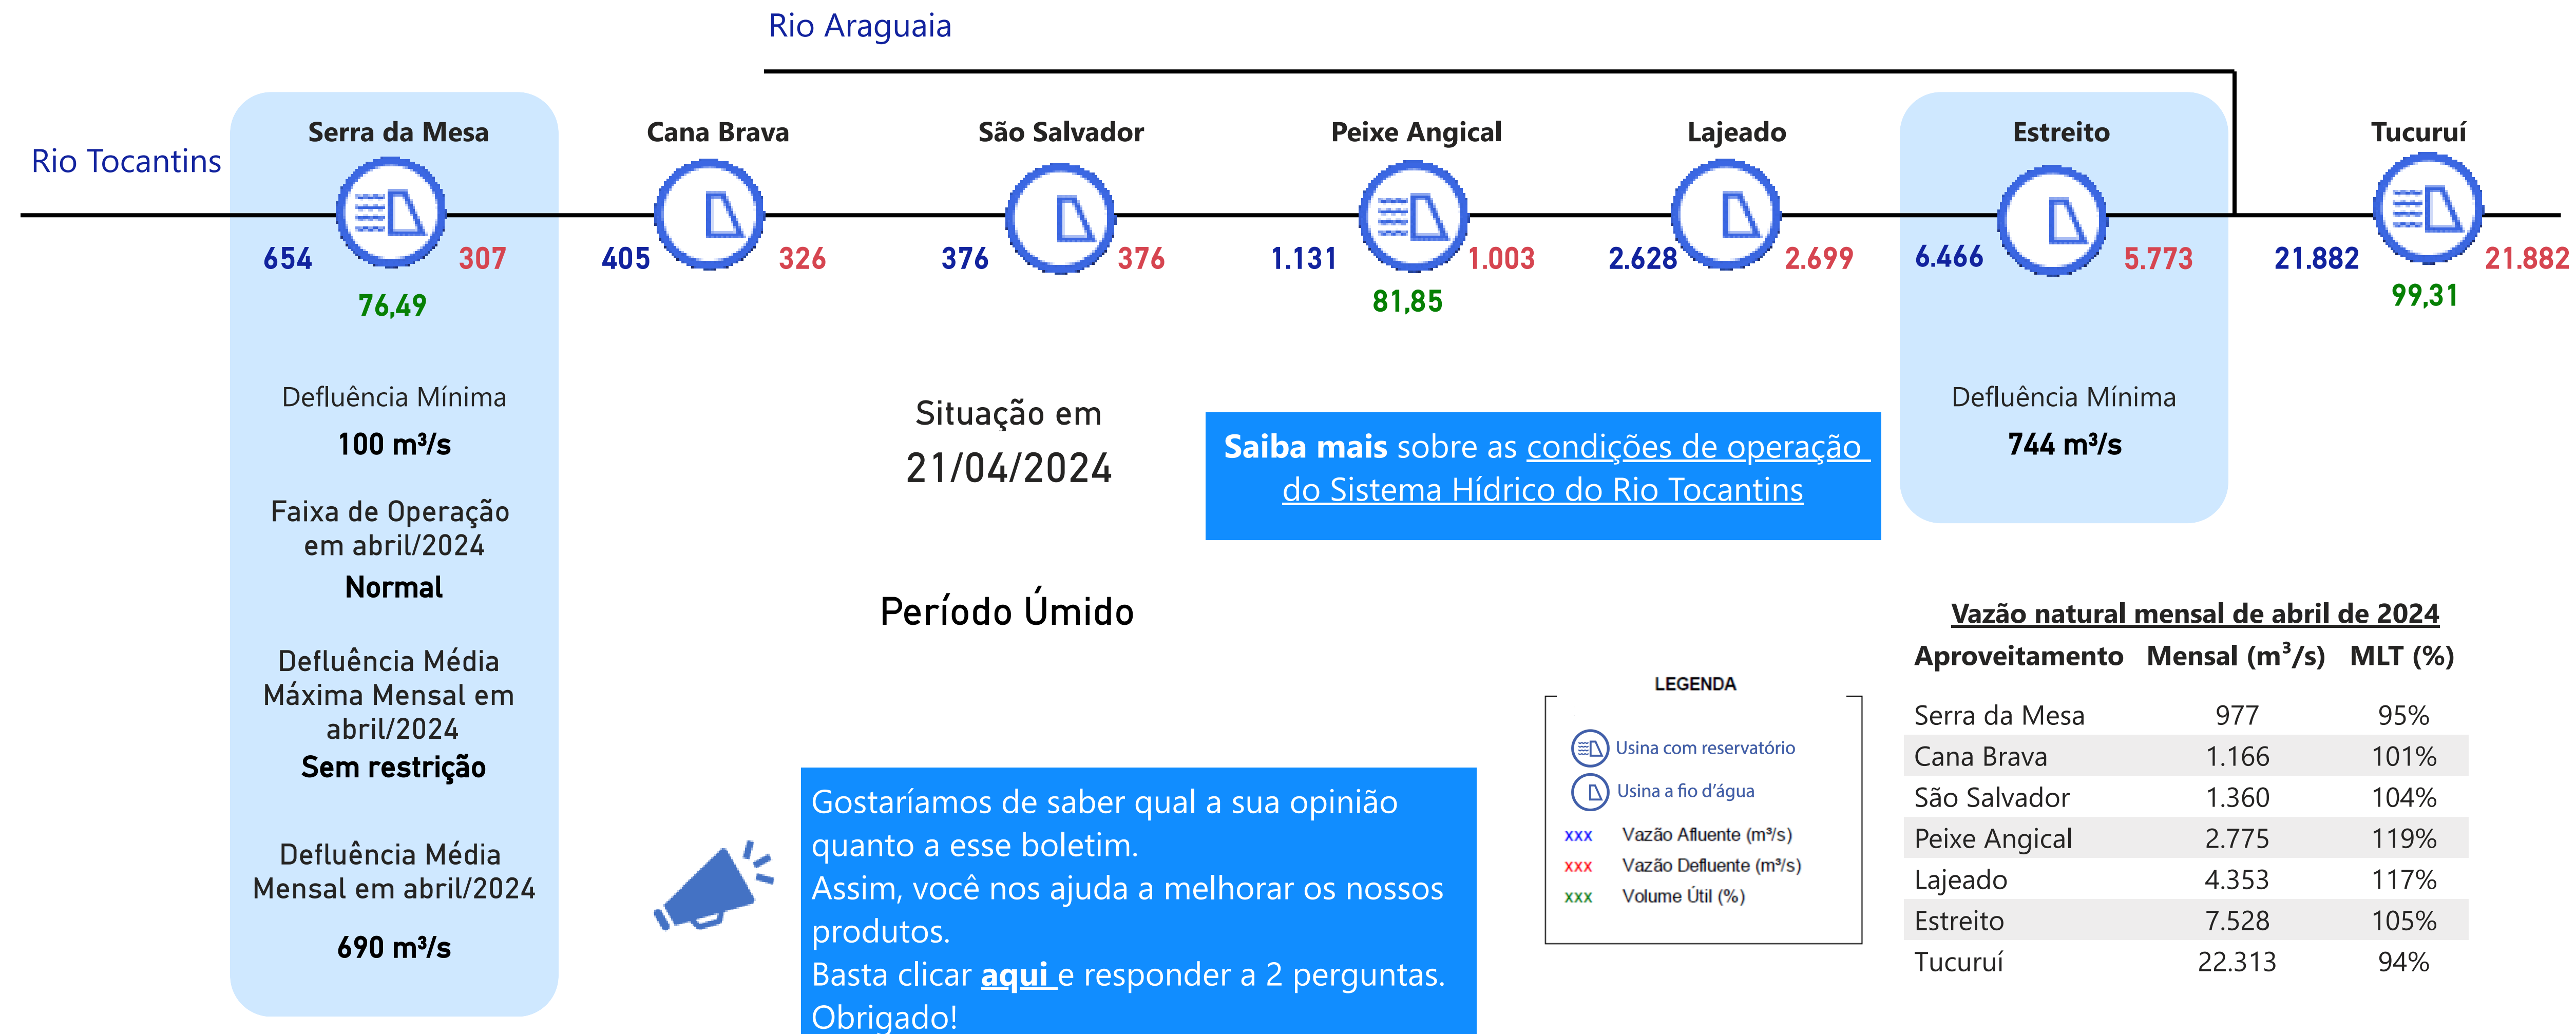 Rio Araguaia
Rio Tocantins
Serra da Mesa
654
307
76,49
Defluência Mínima
100 m³/s
Faixa de Operação
em abril/2024
Normal
Defluência Média
Máxima Mensal em
abril/2024
Sem restrição
Defluência Média
Mensal em abril/2024
690 m³/s
Cana Brava
405
326
São Salvador
376
376
Peixe Angical
1.131
1.003
81,85
Lajeado
2.628
2.699
Estreito
6.466
5.773
Defluência Mínima
744 m³/s
Tucuruí
21.882
21.882
99,31
Situação em
21/04/2024
Período Úmido
Saiba mais sobre as condições de operação
do Sistema Hídrico do Rio Tocantins
Gostaríamos de saber qual a sua opinião
quanto a esse boletim.
Assim, você nos ajuda a melhorar os nossos
produtos.
Basta clicar aqui e responder a 2 perguntas.
Obrigado!
LEGENDA
Usina com reservatório
Usina a fio d'água
xxx Vazão Afluente (m³/s)
xxx Vazão Defluente (m³/s)
xxx Volume Útil (%)
Vazão natural mensal de abril de 2024
Aproveitamento Mensal (m³/s) MLT (%)
Serra da Mesa 977 95%
Cana Brava 1.166 101%
São Salvador 1.360 104%
Peixe Angical 2.775 119%
Lajeado 4.353 117%
Estreito 7.528 105%
Tucuruí 22.313 94%